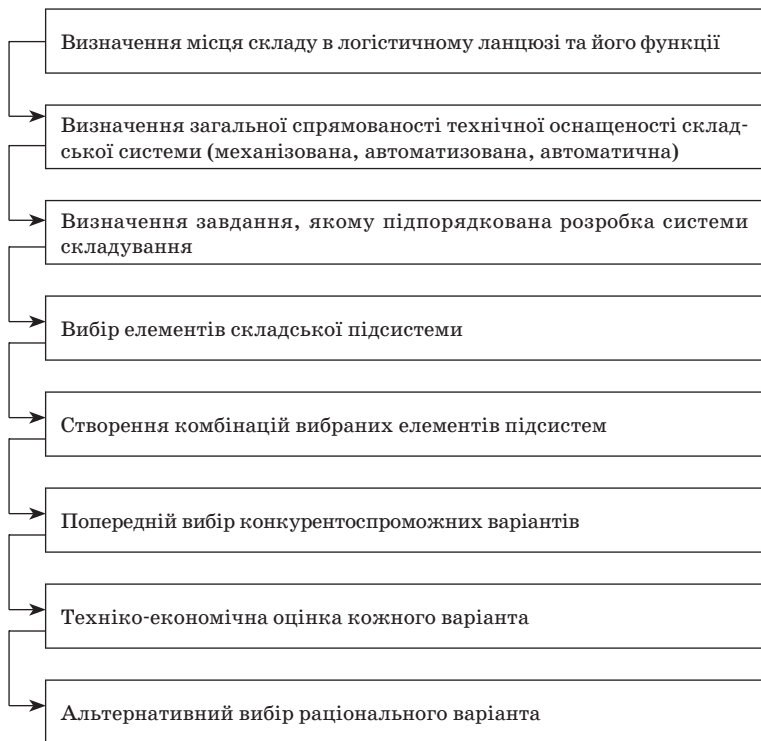 Визначення місця складу в логістичному ланцюзі та його функції
Визначення загальної спрямованості технічної оснащеності склад-
ської системи (механізована, автоматизована, автоматична)
Визначення завдання, якому підпорядкована розробка системи
складування
Вибір елементів складської підсистеми
Створення комбінацій вибраних елементів підсистем
Попередній вибір конкурентоспроможних варіантів
Техніко-економічна оцінка кожного варіанта
Альтернативний вибір раціонального варіанта